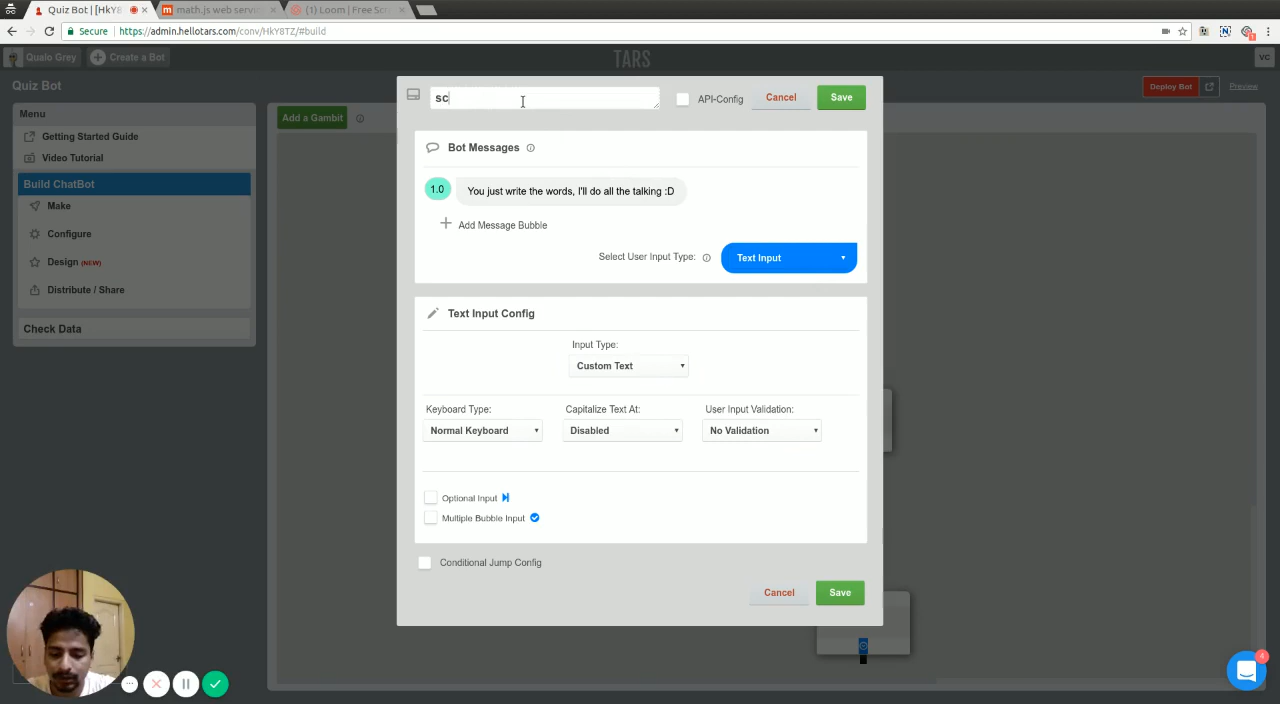 Quiz Bot | [HkY8
math.js web servic
(1) Loom | Free Scr
Secure
https://admin.hellotars.com/conv/HkY8TZ/#build
Qualo Grey
Create a Bot
TARS
VC
Quiz Bot
Deploy Bot
Preview
Menu
Getting Started Guide
Video Tutorial
Build ChatBot
Make
Configure
Design (NEW)
Distribute / Share
Check Data
Add a Gambit
sc
API-Config
Cancel
Save
Bot Messages
1.0
You just write the words, I'll do all the talking :D
Add Message Bubble
Select User Input Type:
Text Input
Text Input Config
Input Type:
Custom Text
Keyboard Type:
Capitalize Text At:
User Input Validation:
Normal Keyboard
Disabled
No Validation
Optional Input
Multiple Bubble Input
Conditional Jump Config
Cancel
Save
4